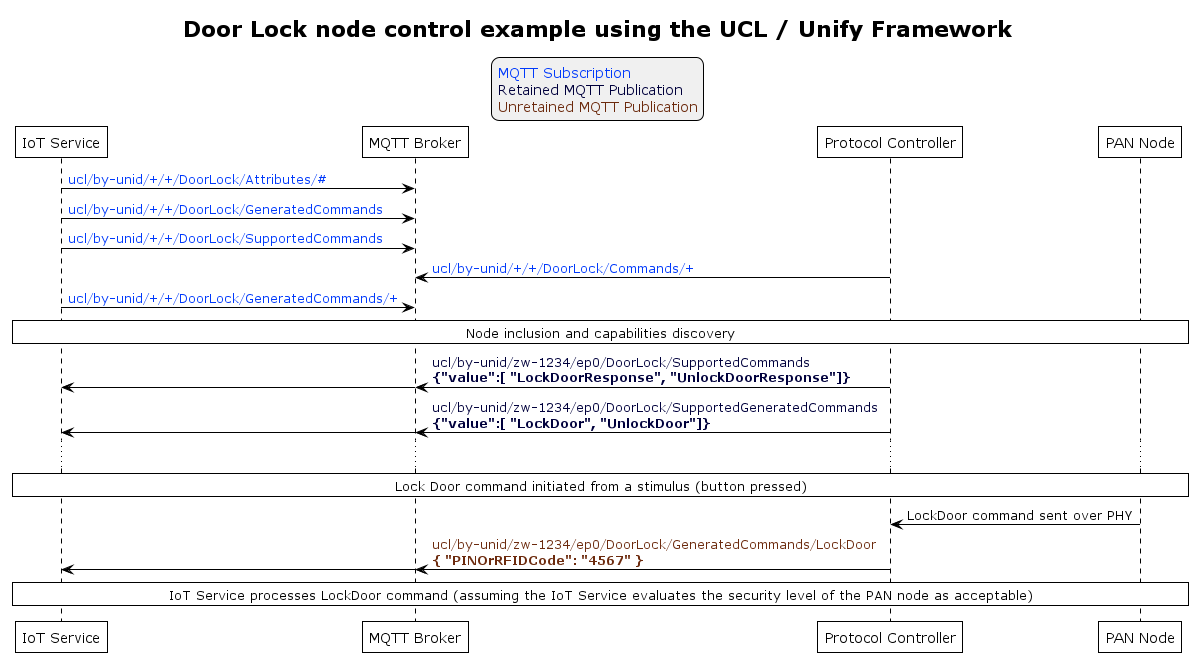 Door Lock node control example using the UCL / Unify Framework
MQTT Subscription
Retained MQTT Publication
Unretained MQTT Publication
IoT Service
MQTT Broker
Protocol Controller
PAN Node
ucl/by-unid/+/+/DoorLock/Attributes/#
ucl/by-unid/+/+/DoorLock/GeneratedCommands
ucl/by-unid/+/+/DoorLock/SupportedCommands
ucl/by-unid/+/+/DoorLock/Commands/+
ucl/by-unid/+/+/DoorLock/GeneratedCommands/+
Node inclusion and capabilities discovery
ucl/by-unid/zw-1234/ep0/DoorLock/SupportedCommands
{"value":[ "LockDoorResponse", "UnlockDoorResponse"]}
ucl/by-unid/zw-1234/ep0/DoorLock/SupportedGeneratedCommands
{"value":[ "LockDoor", "UnlockDoor"]}
Lock Door command initiated from a stimulus (button pressed)
LockDoor command sent over PHY
ucl/by-unid/zw-1234/ep0/DoorLock/GeneratedCommands/LockDoor
{ "PINOrRFIDCode": "4567" }
IoT Service processes LockDoor command (assuming the IoT Service evaluates the security level of the PAN node as acceptable)
IoT Service
MQTT Broker
Protocol Controller
PAN Node